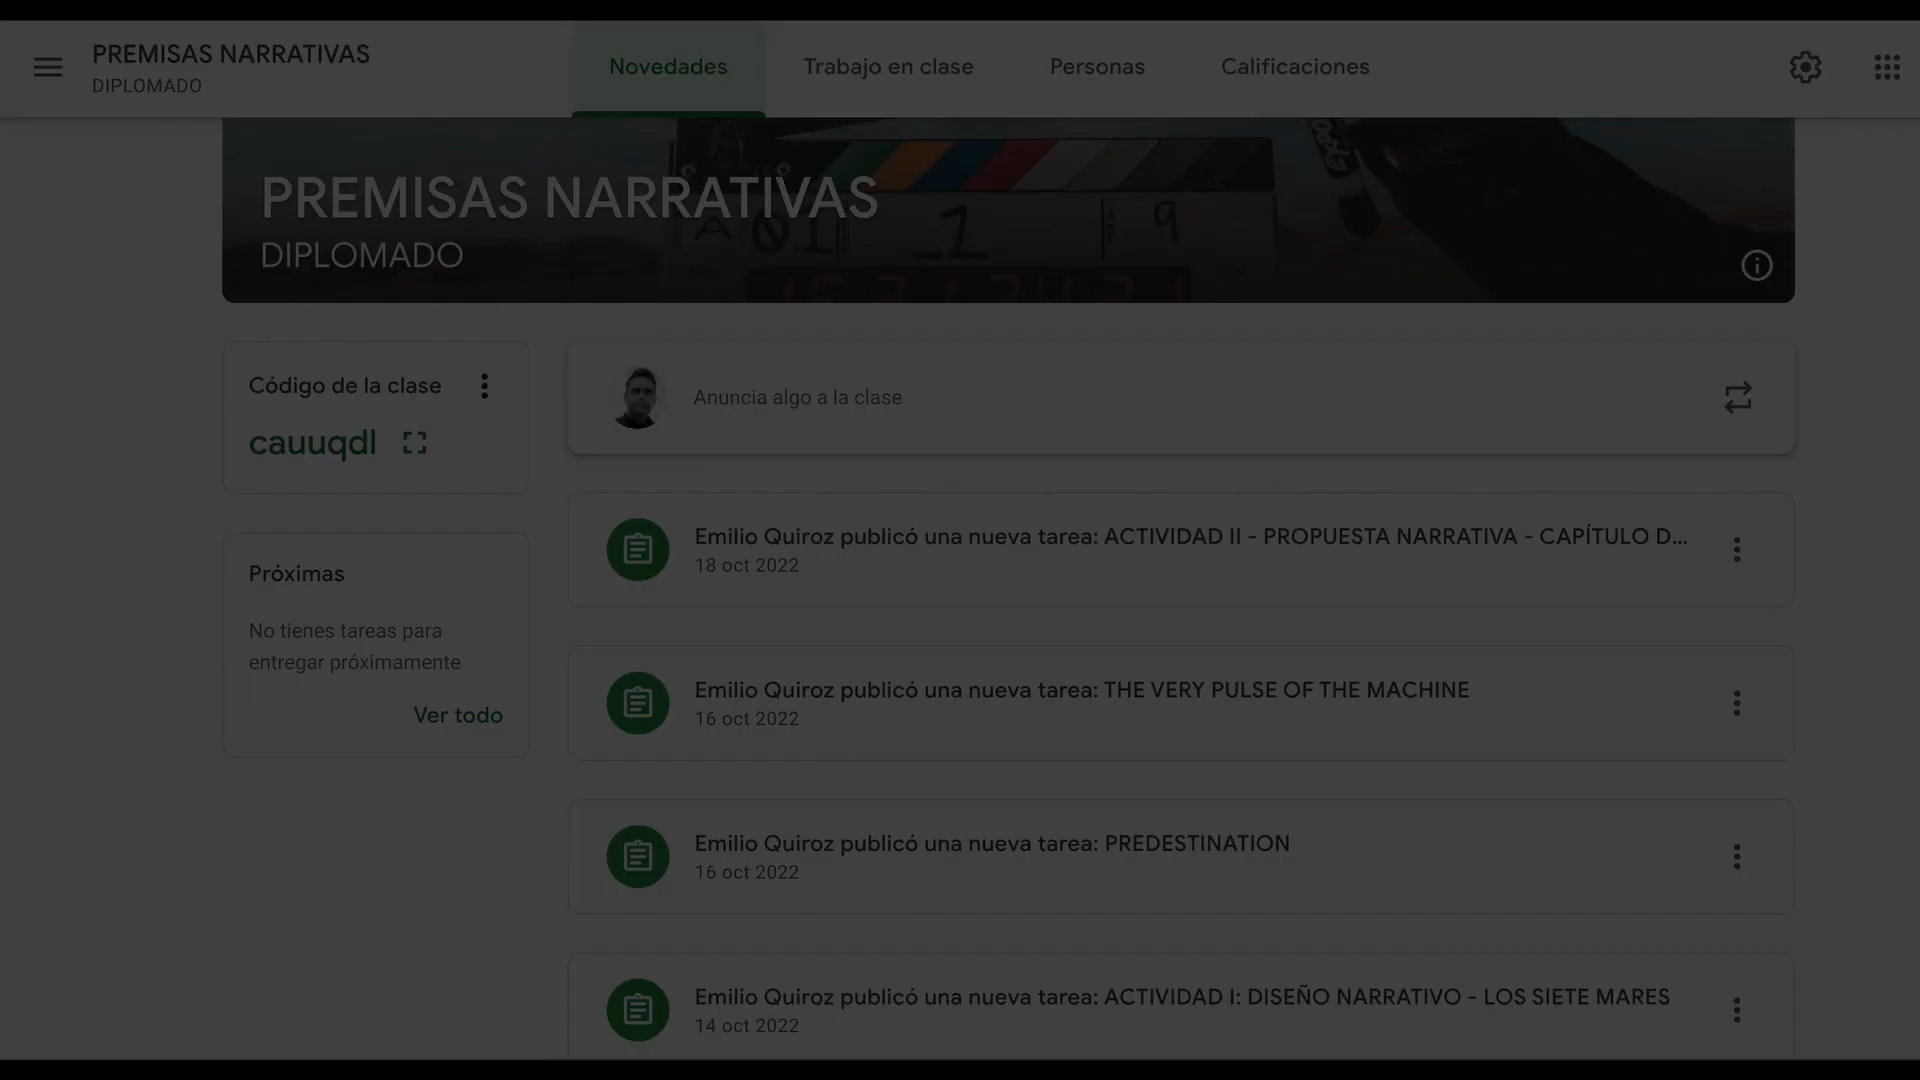 PREMISAS NARRATIVAS
DIPLOMADO
Novedades
Trabajo en clase
Personas
Calificaciones
PREMISAS NARRATIVAS
DIPLOMADO
A 01 1 9
Código de la clase
cauuqdl
Próximas
No tienes tareas para
entregar próximamente
Ver todo
Anuncia algo a la clase
Emilio Quiroz publicó una nueva tarea: ACTIVIDAD II - PROPUESTA NARRATIVA - CAPÍTULO D...
18 oct 2022
Emilio Quiroz publicó una nueva tarea: THE VERY PULSE OF THE MACHINE
16 oct 2022
Emilio Quiroz publicó una nueva tarea: PREDESTINATION
16 oct 2022
Emilio Quiroz publicó una nueva tarea: ACTIVIDAD I: DISEÑO NARRATIVO - LOS SIETE MARES
14 oct 2022